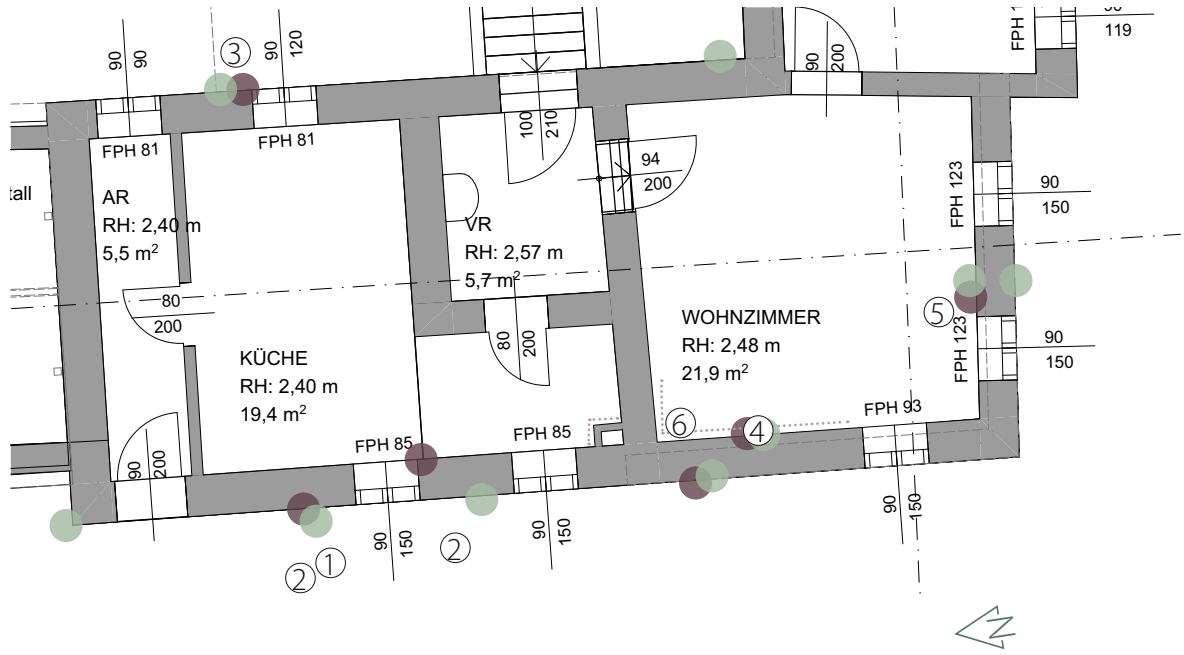 90
119
FPH 1
③
90
90
90
120
90
200
FPH 81
FPH 81
100
210
94
200
FPH 123
90
150
tall
AR
RH: 2,40 m
5,5 m²
VR
RH: 2,57 m
5,7 m²
80
200
80
200
WOHNZIMMER
RH: 2,48 m
21,9 m²
⑤
FPH 123
90
150
KÜCHE
RH: 2,40 m
19,4 m²
FPH 93
⑥
④
FPH 85
FPH 85
90
200
90
150
90
150
90
150
②
①
②
N